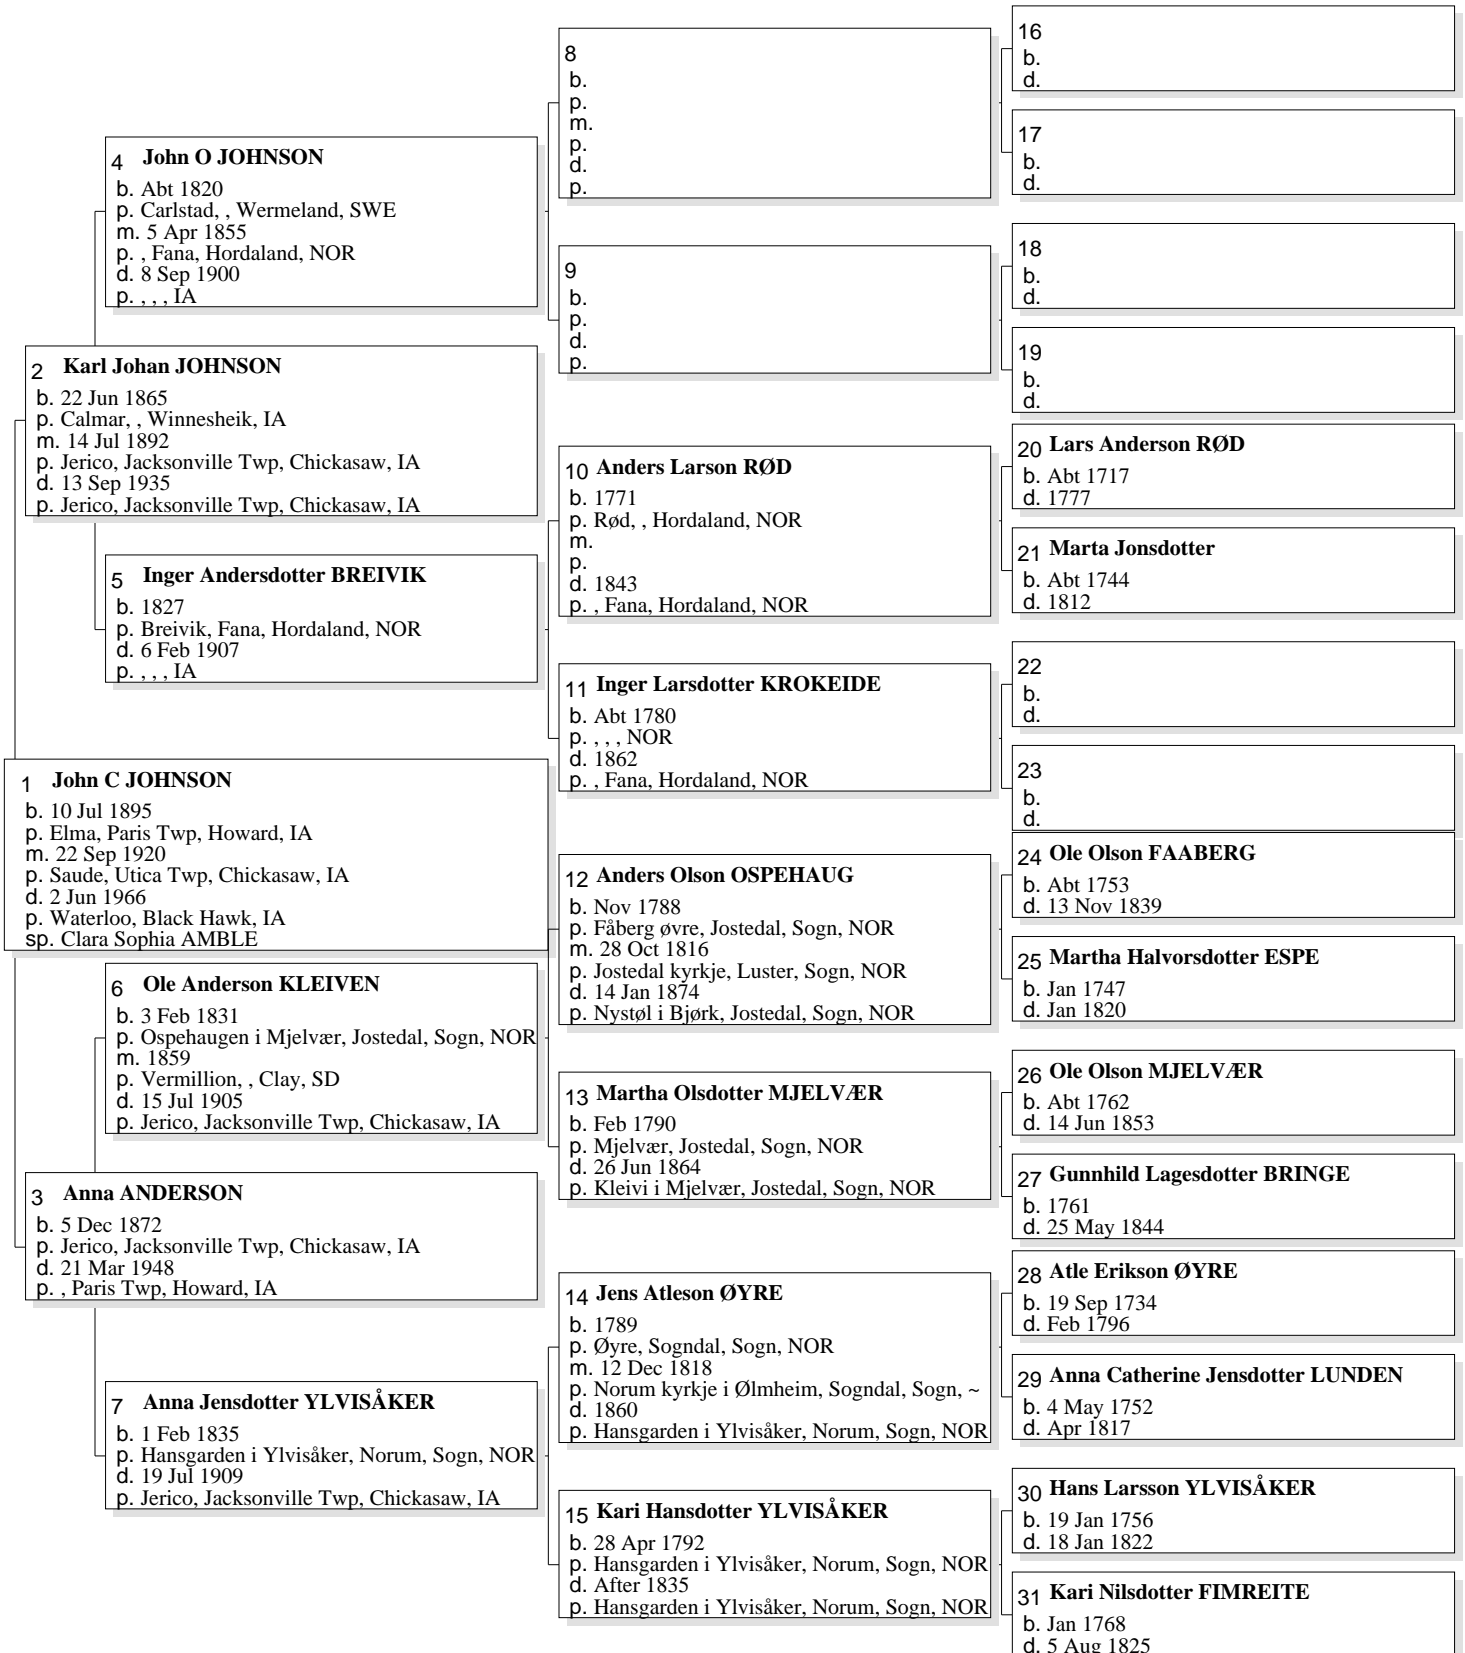 16
b.
d.
8
b.
p.
m.
p.
d.
p.
17
b.
d.
4 John O JOHNSON
b. Abt 1820
p. Carlstad, , Wermeland, SWE
m. 5 Apr 1855
p. , Fana, Hordaland, NOR
d. 8 Sep 1900
p. , , , IA
18
b.
d.
9
b.
p.
d.
p.
19
b.
d.
2 Karl Johan JOHNSON
b. 22 Jun 1865
p. Calmar, , Winnesheik, IA
m. 14 Jul 1892
p. Jerico, Jacksonville Twp, Chickasaw, IA
d. 13 Sep 1935
p. Jerico, Jacksonville Twp, Chickasaw, IA
20 Lars Anderson RØD
b. Abt 1717
d. 1777
10 Anders Larson RØD
b. 1771
p. Rød, , Hordaland, NOR
m.
p.
d. 1843
p. , Fana, Hordaland, NOR
21 Marta Jonsdotter
b. Abt 1744
d. 1812
5 Inger Andersdotter BREIVIK
b. 1827
p. Breivik, Fana, Hordaland, NOR
d. 6 Feb 1907
p. , , , IA
22
b.
d.
11 Inger Larsdotter KROKEIDE
b. Abt 1780
p. , , , NOR
d. 1862
p. , Fana, Hordaland, NOR
23
b.
d.
1 John C JOHNSON
b. 10 Jul 1895
p. Elma, Paris Twp, Howard, IA
m. 22 Sep 1920
p. Saude, Utica Twp, Chickasaw, IA
d. 2 Jun 1966
p. Waterloo, Black Hawk, IA
sp. Clara Sophia AMBLE
24 Ole Olson FAABERG
b. Abt 1753
d. 13 Nov 1839
12 Anders Olson OSPEHAUG
b. Nov 1788
p. Fåberg øvre, Jostedal, Sogn, NOR
m. 28 Oct 1816
p. Jostedal kyrkje, Luster, Sogn, NOR
d. 14 Jan 1874
p. Nystøl i Bjørk, Jostedal, Sogn, NOR
25 Martha Halvorsdotter ESPE
b. Jan 1747
d. Jan 1820
6 Ole Anderson KLEIVEN
b. 3 Feb 1831
p. Ospehaugen i Mjelvær, Jostedal, Sogn, NOR
m. 1859
p. Vermillion, , Clay, SD
d. 15 Jul 1905
p. Jerico, Jacksonville Twp, Chickasaw, IA
26 Ole Olson MJELVÆR
b. Abt 1762
d. 14 Jun 1853
13 Martha Olsdotter MJELVÆR
b. Feb 1790
p. Mjelvær, Jostedal, Sogn, NOR
d. 26 Jun 1864
p. Kleivi i Mjelvær, Jostedal, Sogn, NOR
27 Gunnhild Lagesdotter BRINGE
b. 1761
d. 25 May 1844
3 Anna ANDERSON
b. 5 Dec 1872
p. Jerico, Jacksonville Twp, Chickasaw, IA
d. 21 Mar 1948
p. , Paris Twp, Howard, IA
28 Atle Erikson ØYRE
b. 19 Sep 1734
d. Feb 1796
14 Jens Atleson ØYRE
b. 1789
p. Øyre, Sogndal, Sogn, NOR
m. 12 Dec 1818
p. Norum kyrkje i Ølmheim, Sogndal, Sogn, ~
d. 1860
p. Hansgarden i Ylvisåker, Norum, Sogn, NOR
29 Anna Catherine Jensdotter LUNDEN
b. 4 May 1752
d. Apr 1817
7 Anna Jensdotter YLVISÅKER
b. 1 Feb 1835
p. Hansgarden i Ylvisåker, Norum, Sogn, NOR
d. 19 Jul 1909
p. Jerico, Jacksonville Twp, Chickasaw, IA
30 Hans Larsson YLVISÅKER
b. 19 Jan 1756
d. 18 Jan 1822
15 Kari Hansdotter YLVISÅKER
b. 28 Apr 1792
p. Hansgarden i Ylvisåker, Norum, Sogn, NOR
d. After 1835
p. Hansgarden i Ylvisåker, Norum, Sogn, NOR
31 Kari Nilsdotter FIMREITE
b. Jan 1768
d. 5 Aug 1825